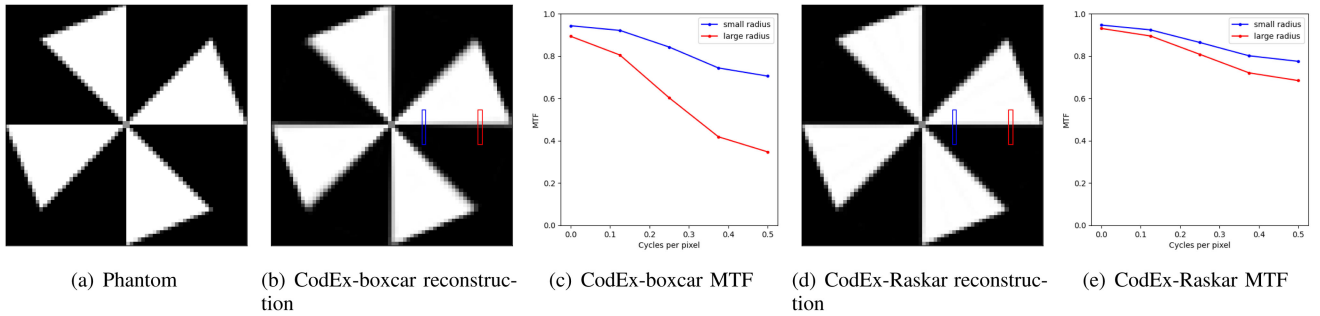 1.0
0.8
0.6
0.4
0.2
0.0
MTF
0.0 0.1 0.2 0.3 0.4 0.5
Cycles per pixel
small radius
large radius
1.0
0.8
0.6
0.4
0.2
0.0
MTF
0.0 0.1 0.2 0.3 0.4 0.5
Cycles per pixel
small radius
large radius
(a) Phantom
(b) CodEx-boxcar reconstruc-
tion
(c) CodEx-boxcar MTF
(d) CodEx-Raskar reconstruc-
tion
(e) CodEx-Raskar MTF